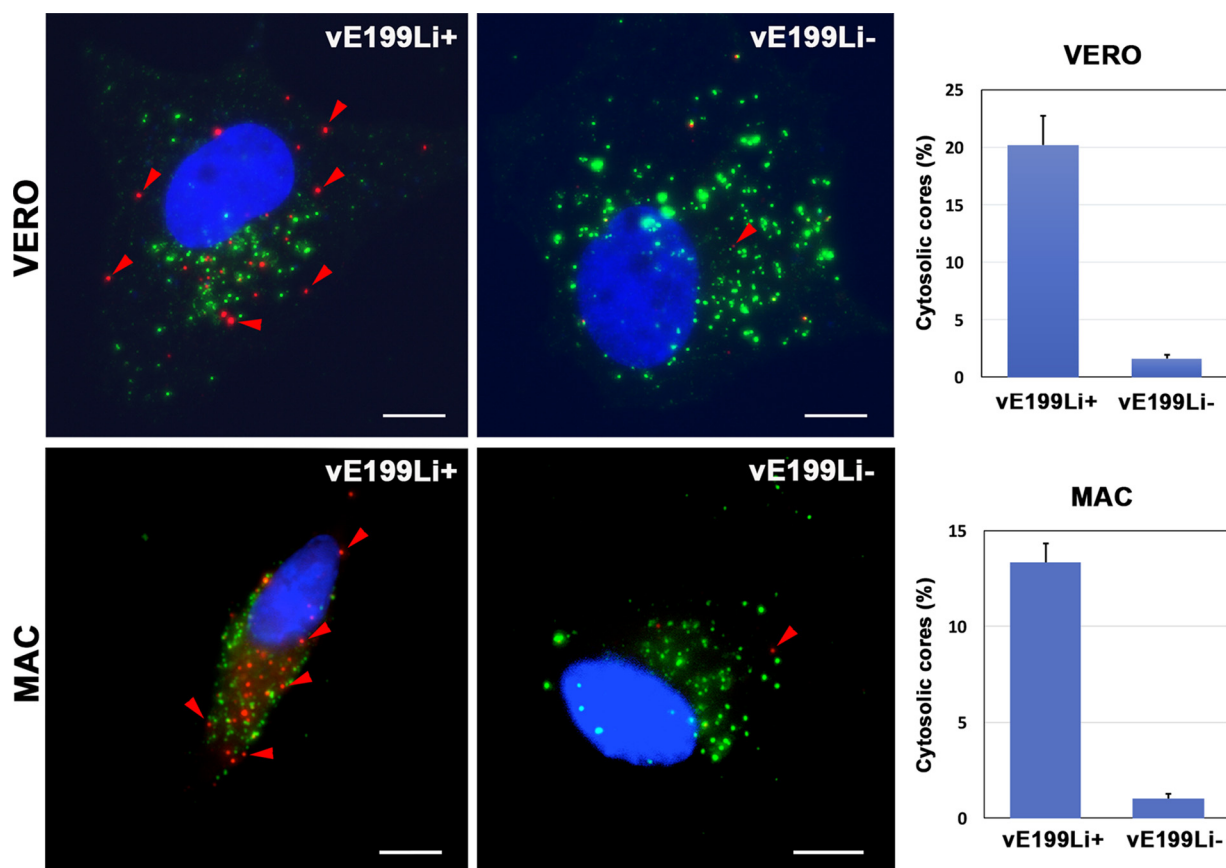 VERO
vE199Li+
vE199Li-
VERO
Cytosolic cores (%)
25
20
15
10
5
0
vE199Li+
vE199Li-
MAC
vE199Li+
vE199Li-
MAC
Cytosolic cores (%)
15
10
5
0
vE199Li+
vE199Li-